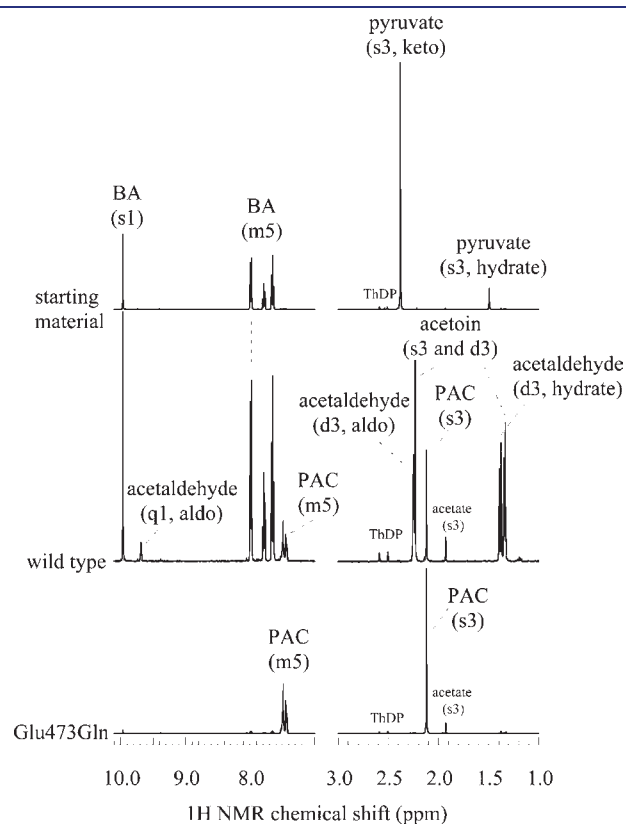 pyruvate
(s3, keto)
BA
(s1)
BA
(m5)
pyruvate
(s3, hydrate)
ThDP
starting
material
acetoin
(s3 and d3)
acetaldehyde
(d3, hydrate)
acetaldehyde
(d3, aldo)
PAC
(s3)
acetaldehyde
(q1, aldo)
PAC
(m5)
ThDP
acetate
(s3)
wild type
PAC
(s3)
PAC
(m5)
ThDP
acetate
(s3)
Glu473Gln
10.0 9.0 8.0 3.0 2.0 1.5 1.0
1H NMR chemical shift (ppm)